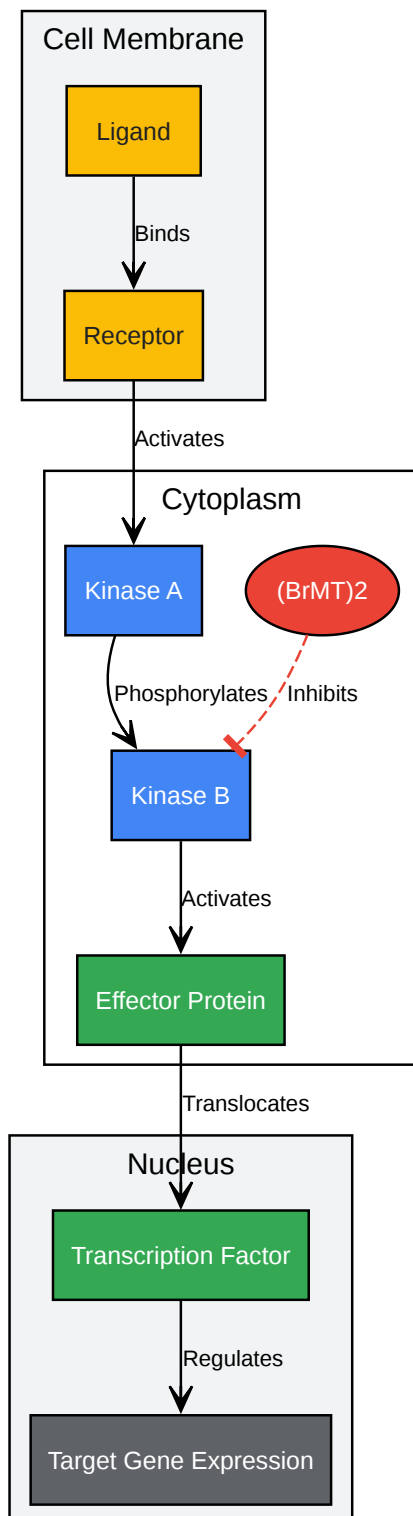 Cell Membrane
Ligand
Binds
Receptor
Activates
Cytoplasm
Kinase A
(BrMT)2
Phosphorylates
Inhibits
Kinase B
Activates
Effector Protein
Translocates
Nucleus
Transcription Factor
Regulates
Target Gene Expression